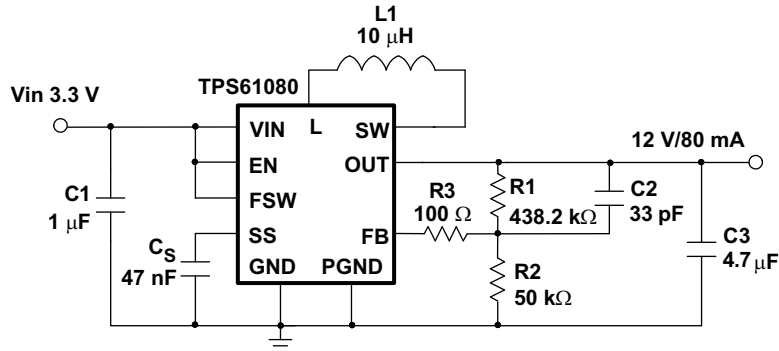 L1
10 μH
TPS61080
Vin 3.3 V
VIN
L
SW
12 V/80 mA
EN
OUT
C1
1 μF
FSW
R3
100 Ω
R1
438.2 kΩ
C2
33 pF
CS
47 nF
SS
FB
C3
4.7 μF
GND
PGND
R2
50 kΩ